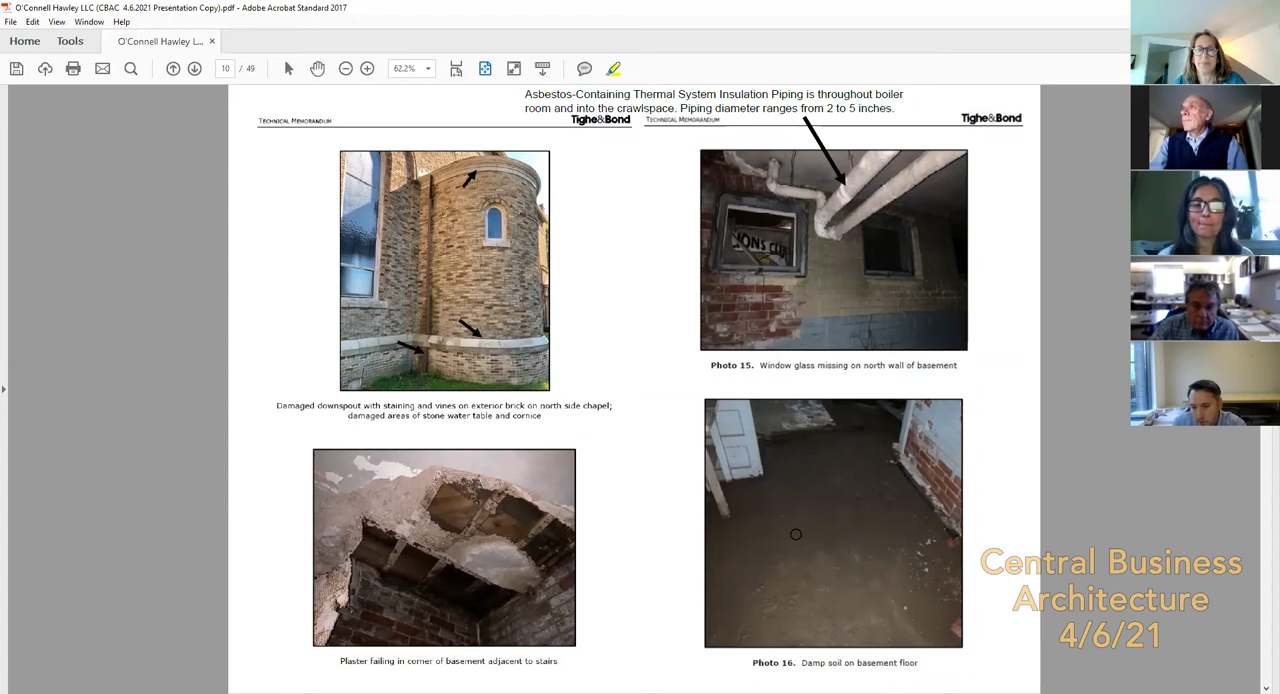 O'Connell Hawley LLC (CBAC 4.6.2021 Presentation Copy).pdf - Adobe Acrobat Standard 2017
File Edit View Window Help
Home Tools O'Connell Hawley L... ×
10 / 49 62.2%
Asbestos-Containing Thermal System Insulation Piping is throughout boiler
room and into the crawlspace. Piping diameter ranges from 2 to 5 inches.
TECHNICAL MEMORANDUM Tighe&Bond
TECHNICAL MEMORANDUM Tighe&Bond
Damaged downspout with staining and vines on exterior brick on north side chapel;
damaged areas of stone water table and cornice
Plaster failing in corner of basement adjacent to stairs
Photo 15. Window glass missing on north wall of basement
Photo 16. Damp soil on basement floor
Central Business
Architecture
4/6/21